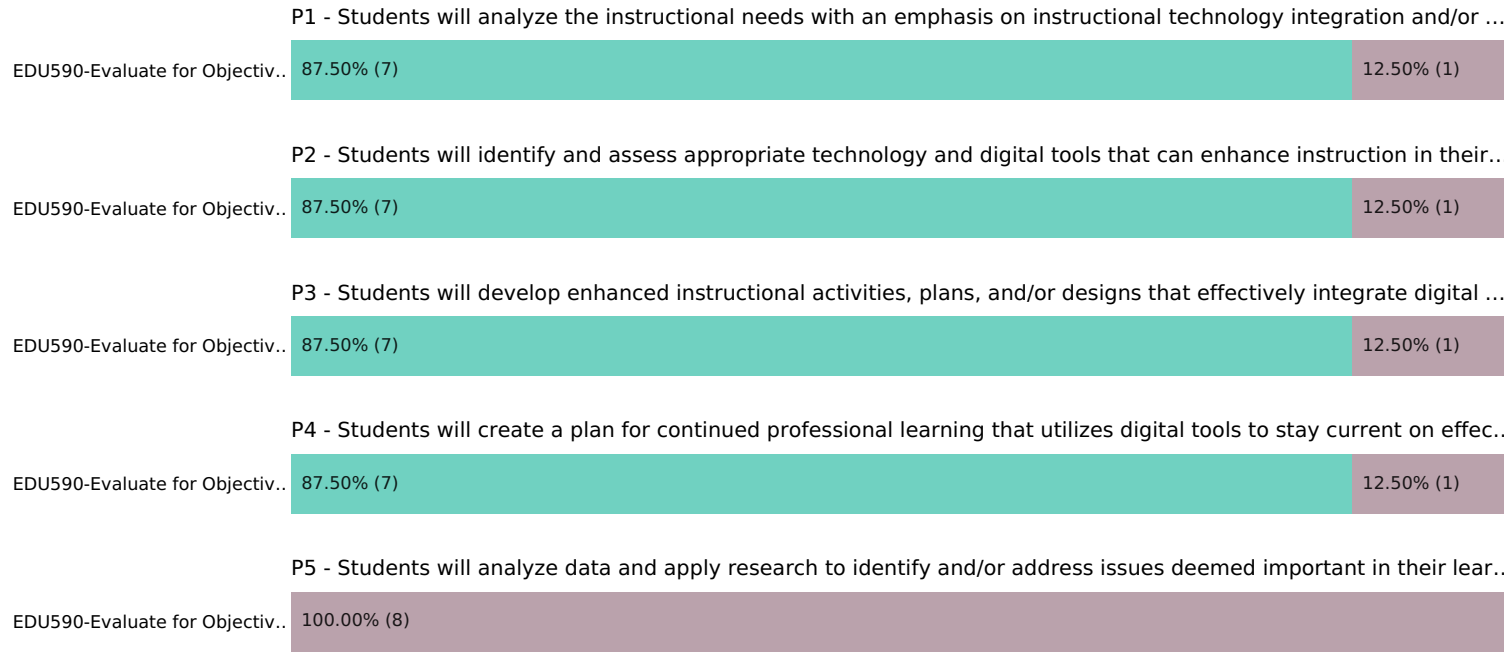 P1 - Students will analyze the instructional needs with an emphasis on instructional technology integration and/or ...
EDU590-Evaluate for Objectiv.. 87.50% (7) 12.50% (1)
P2 - Students will identify and assess appropriate technology and digital tools that can enhance instruction in their..
EDU590-Evaluate for Objectiv.. 87.50% (7) 12.50% (1)
P3 - Students will develop enhanced instructional activities, plans, and/or designs that effectively integrate digital ...
EDU590-Evaluate for Objectiv.. 87.50% (7) 12.50% (1)
P4 - Students will create a plan for continued professional learning that utilizes digital tools to stay current on effec..
EDU590-Evaluate for Objectiv.. 87.50% (7) 12.50% (1)
P5 - Students will analyze data and apply research to identify and/or address issues deemed important in their lear..
EDU590-Evaluate for Objectiv.. 100.00% (8)